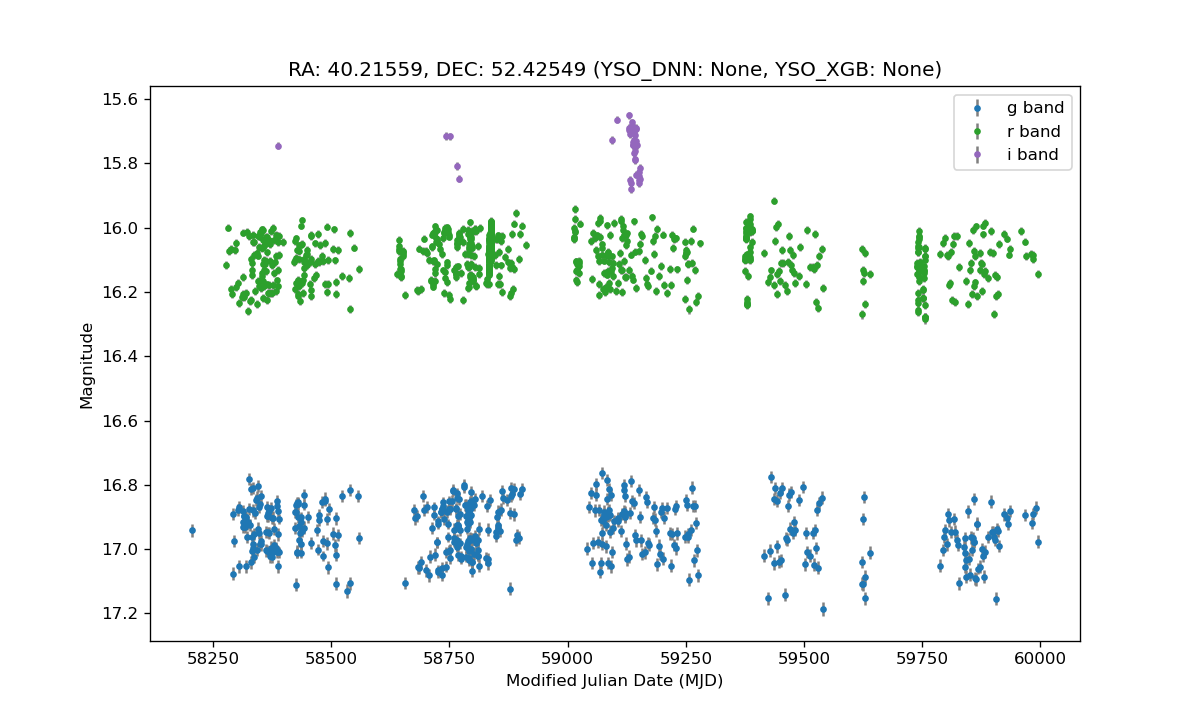 RA: 40.21559, DEC: 52.42549 (YSO_DNN: None, YSO_XGB: None)
g band
r band
i band
15.6
15.8
16.0
16.2
16.4
16.6
16.8
17.0
17.2
Magnitude
58250 58500 58750 59000 59250 59500 59750 60000
Modified Julian Date (MJD)